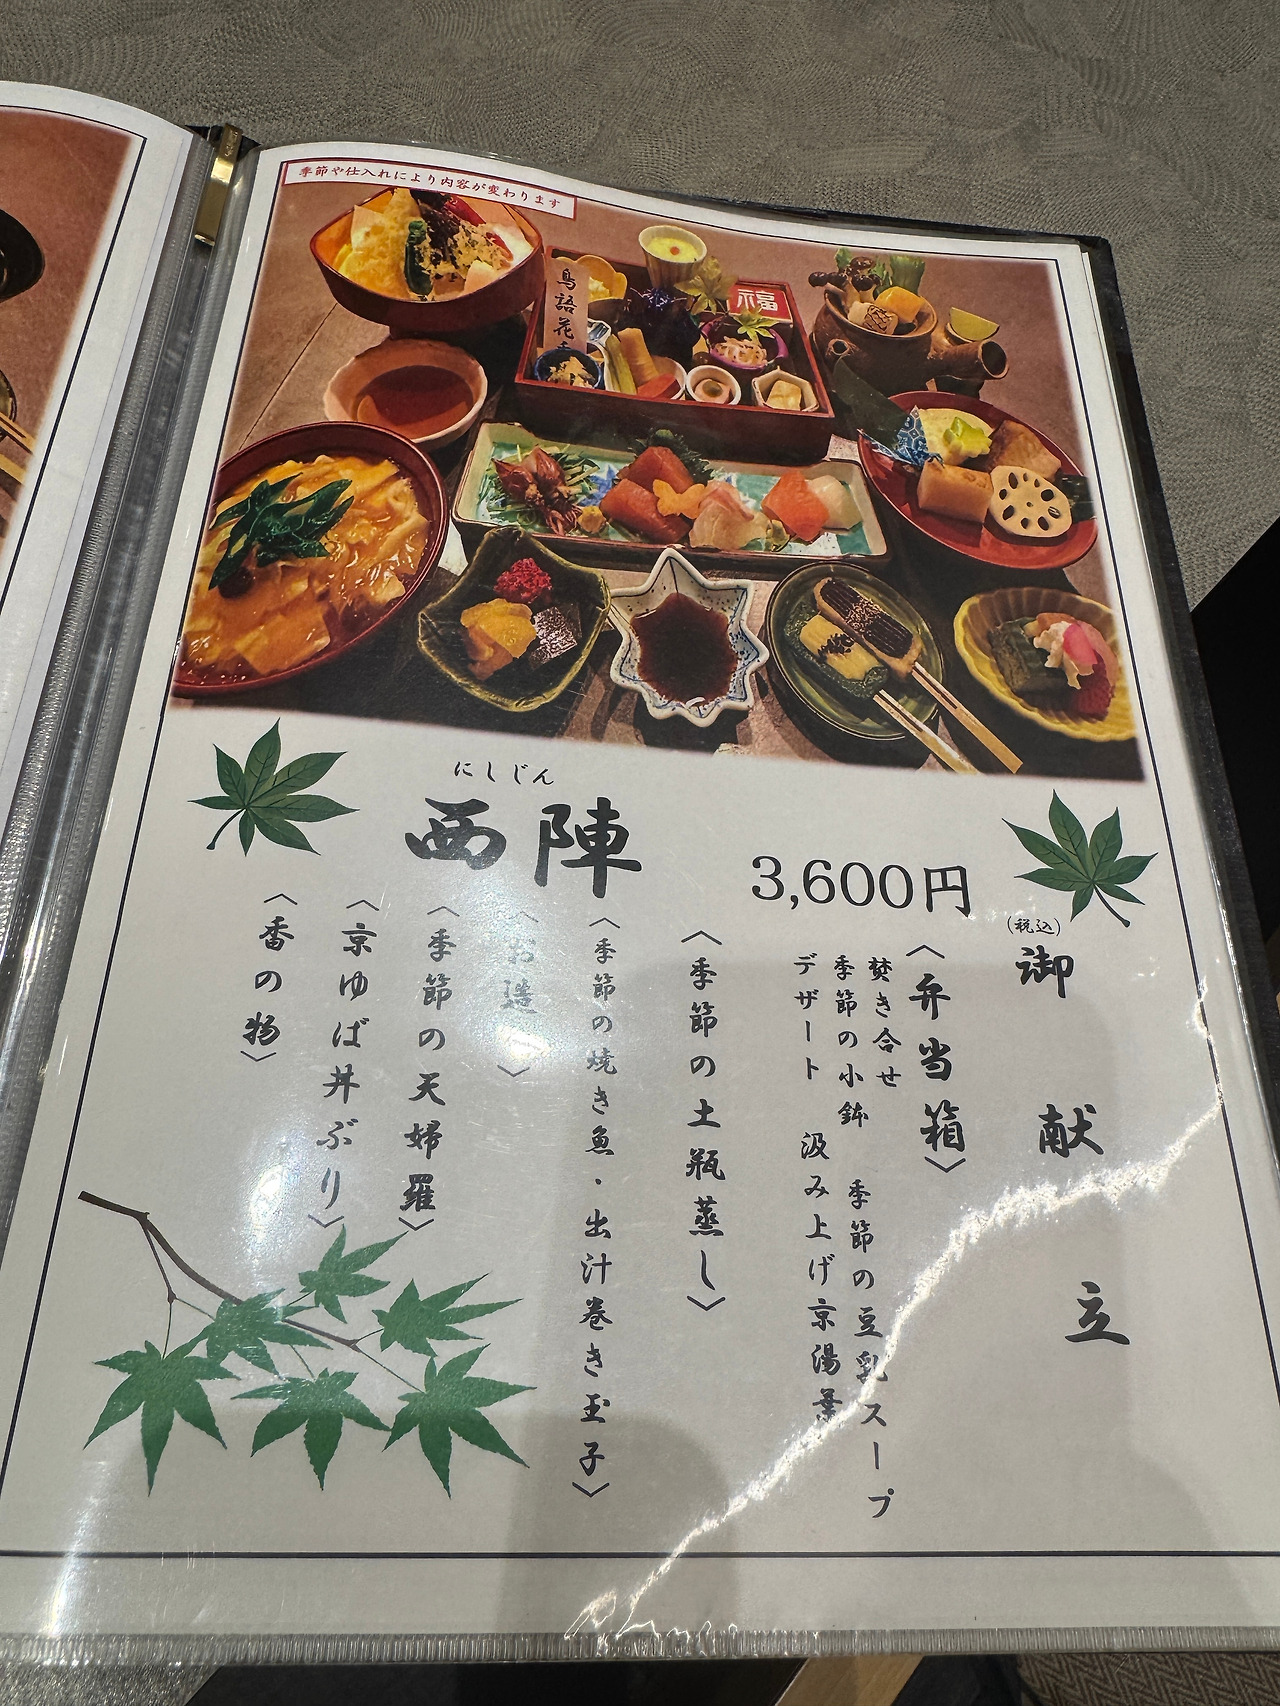 季節や仕入れにより内容が変わります
鳥語花
福
にしじん
西陣
3,600円
(税込)
御献立
〈弁当箱〉
焚き合せ
季節の小鉢　季節の豆乳スープ
デザート　汲み上げ京湯葉
〈季節の土瓶蒸し〉
〈季節の焼き魚・出汁巻き玉子〉
〈お造り〉
〈季節の天婦羅〉
〈京ゆば丼ぶり〉
〈香の物〉